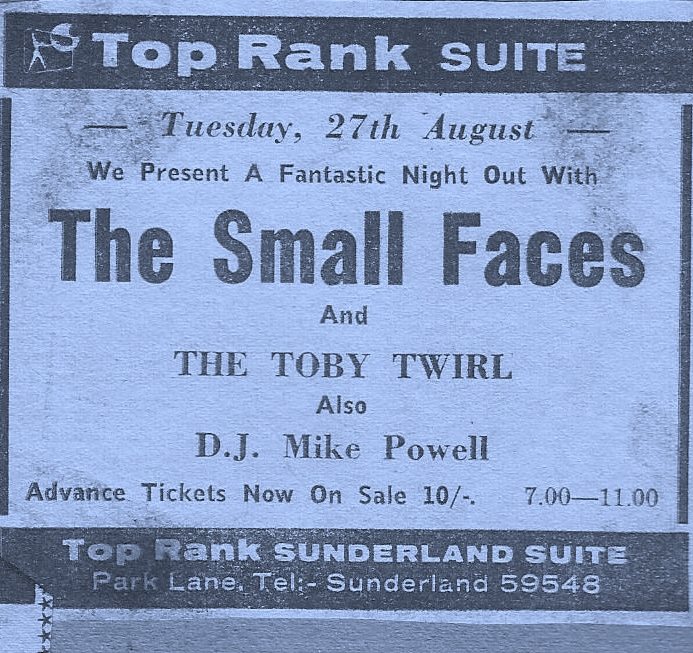 Top Rank SUITE
— Tuesday, 27th August —
We Present A Fantastic Night Out With
The Small Faces
And
THE TOBY TWIRL
Also
D.J. Mike Powell
Advance Tickets Now On Sale 10/-. 7.00—11.00
Top Rank SUNDERLAND SUITE
Park Lane, Tel:- Sunderland 59548